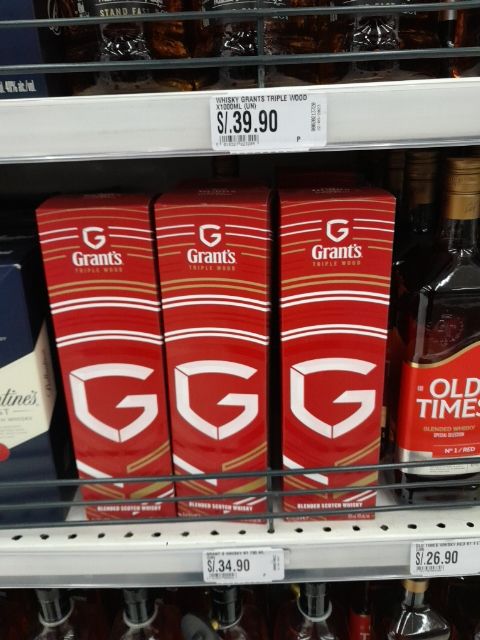 STAND FAST
WHISKY GRANTS TRIPLE WOOD
X1000ML (UN)
S/.39.90
P
G
Grant's
TRIPLE WOOD
G
BLENDED SCOTCH WHISKY
G
Grant's
TRIPLE WOOD
G
BLENDED SCOTCH WHISKY
G
Grant's
TRIPLE WOOD
G
BLENDED SCOTCH WHISKY
OLD
TIMES
BLENDED WHISKY
SPECIAL SELECTION
Nº 1 / RED
S/.34.90
P
S/.26.90